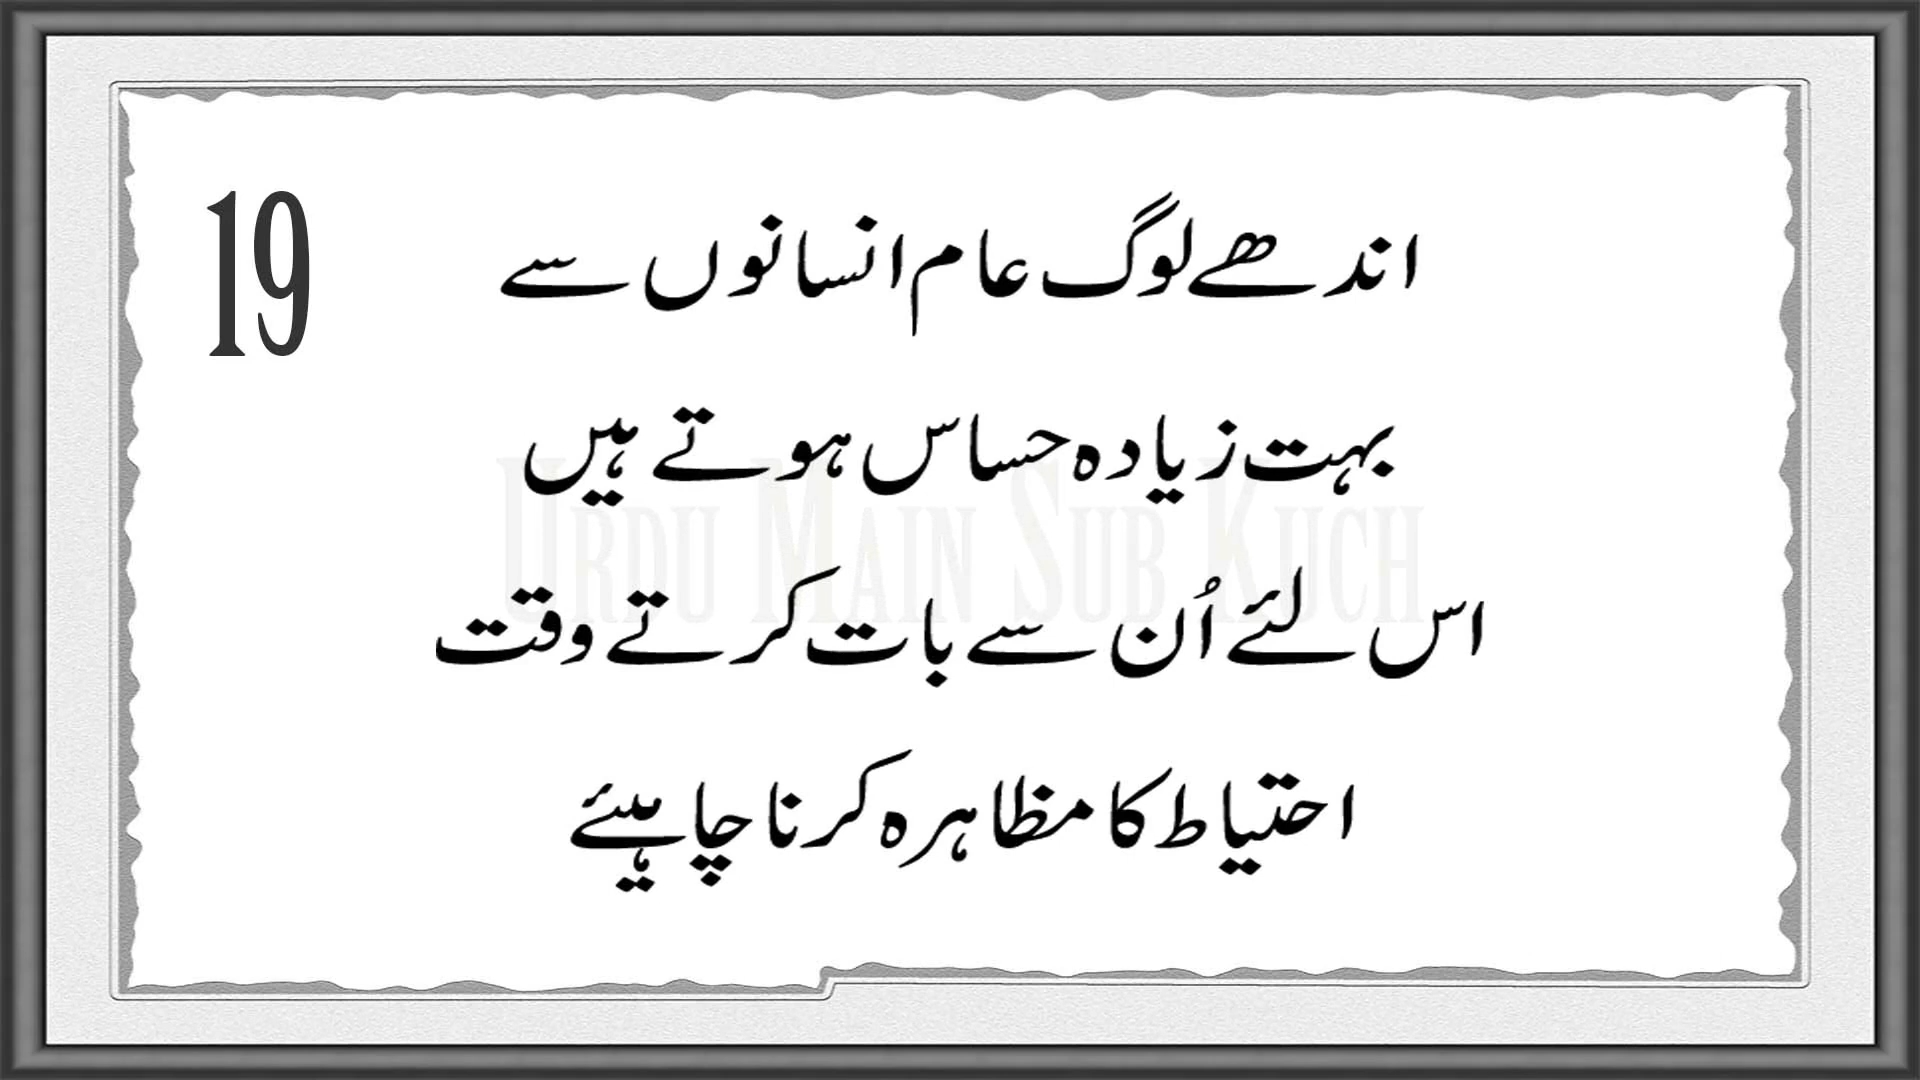 19
اندھے لوگ عام انسانوں سے
بہت زیادہ حساس ہوتے ہیں
اس لئے اُن سے بات کرتے وقت
احتیاط کا مظاہرہ کرنا چاہیئے
URDU MAIN SUB KUCH